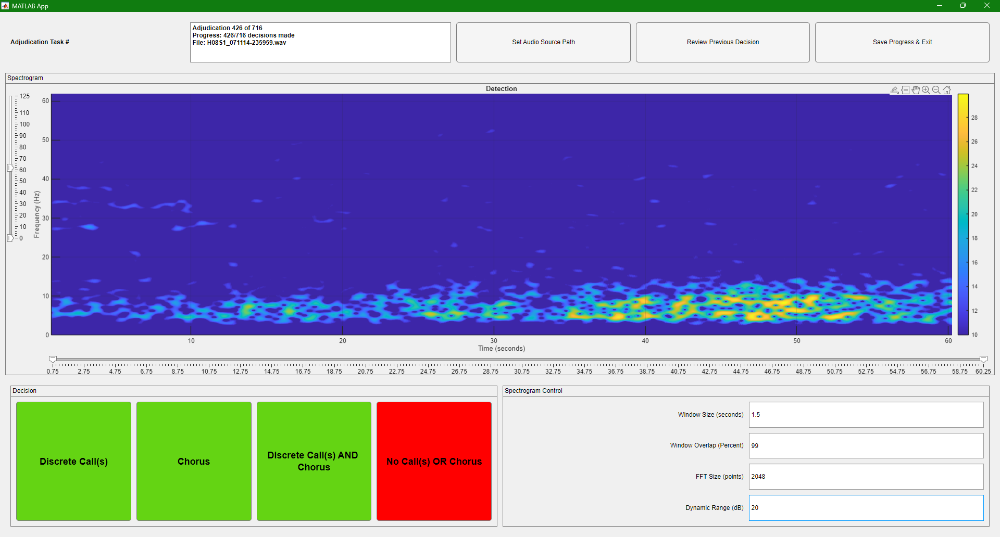 MATLAB App
Adjudication Task #
Adjudication 426 of 716
Progress: 426/716 decisions made
File: H08S1_071114-235959.wav
Set Audio Source Path
Review Previous Decision
Save Progress & Exit
Spectrogram
Detection
125
110
100
90
80
70
60
50
40
30
20
10
0
Frequency (Hz)
60
50
40
30
20
10
0
10 20 30 40 50 60
Time (seconds)
28
26
24
22
20
18
16
14
12
10
0.75 2.75 4.75 6.75 8.75 10.75 12.75 14.75 16.75 18.75 20.75 22.75 24.75 26.75 28.75 30.75 32.75 34.75 36.75 38.75 40.75 42.75 44.75 46.75 48.75 50.75 52.75 54.75 56.75 58.75 60.25
Decision
Discrete Call(s)
Chorus
Discrete Call(s) AND
Chorus
No Call(s) OR Chorus
Spectrogram Control
Window Size (seconds) 1.5
Window Overlap (Percent) 99
FFT Size (points) 2048
Dynamic Range (dB) 20